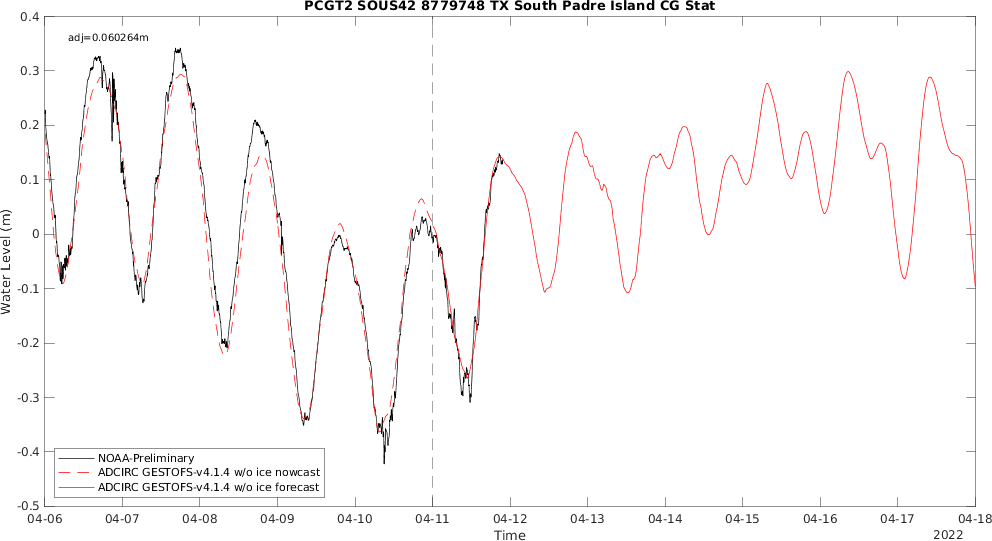 PCGT2 SOUS42 8779748 TX South Padre Island CG Stat
adj=0.060264m
0.4
0.3
0.2
0.1
0
-0.1
-0.2
-0.3
-0.4
-0.5
Water Level (m)
NOAA-Preliminary
ADCIRC GESTOFS-v4.1.4 w/o ice nowcast
ADCIRC GESTOFS-v4.1.4 w/o ice forecast
04-06 04-07 04-08 04-09 04-10 04-11 04-12 04-13 04-14 04-15 04-16 04-17 04-18
Time
2022